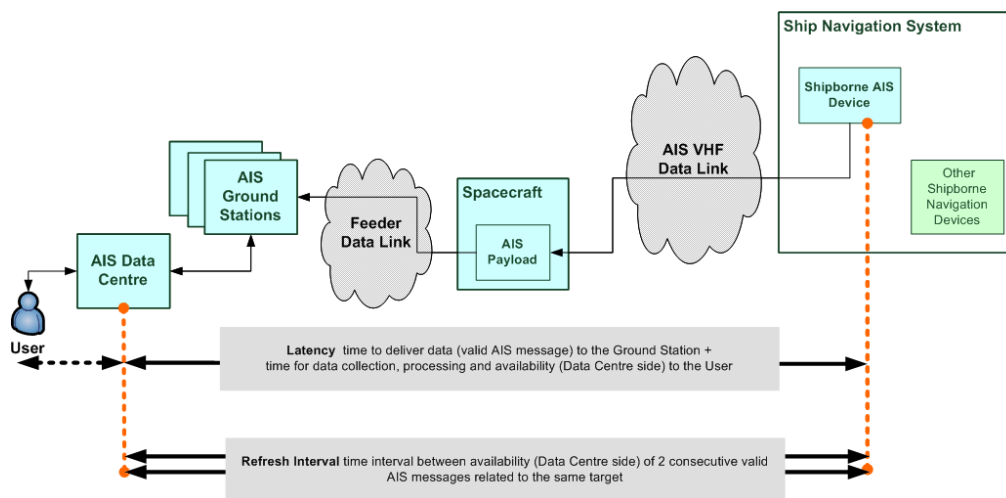 Ship Navigation System
Shipborne AIS
Device
AIS VHF
Data Link
Other
Shipborne
Navigation
Devices
AIS
Ground
Stations
Spacecraft
Feeder
Data Link
AIS
Payload
AIS Data
Centre
User
Latency time to deliver data (valid AIS message) to the Ground Station +
time for data collection, processing and availability (Data Centre side) to the User
Refresh Interval time interval between availability (Data Centre side) of 2 consecutive valid
AIS messages related to the same target